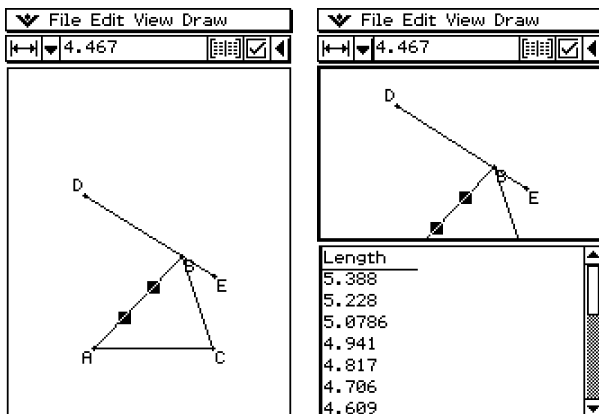 File Edit View Draw
4.467
D
B
E
A
C
File Edit View Draw
4.467
D
B
E
Length
5.388
5.228
5.0786
4.941
4.817
4.706
4.609